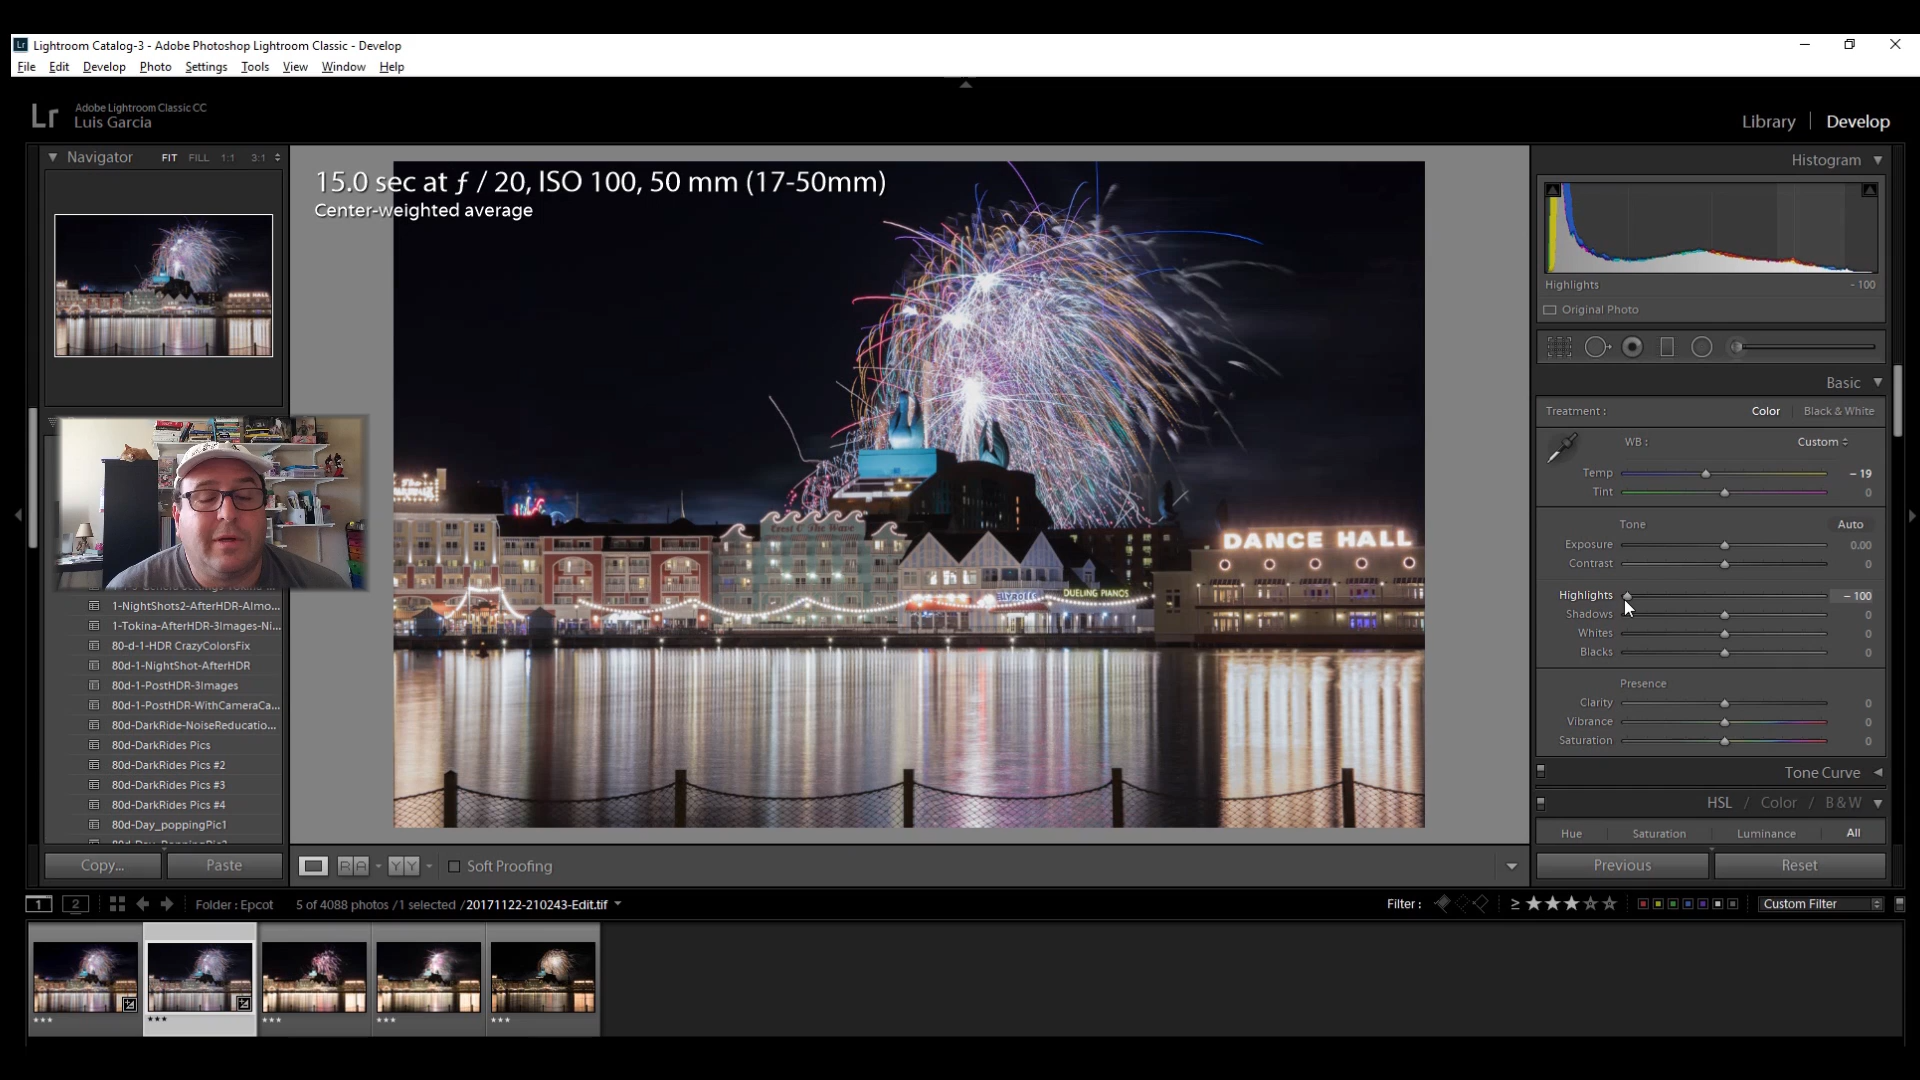 Lr Lightroom Catalog-3 - Adobe Photoshop Lightroom Classic - Develop
File Edit Develop Photo Settings Tools View Window Help
Lr
Adobe Lightroom Classic CC
Luis Garcia
Library | Develop
Navigator FIT FILL 1:1 3:1
15.0 sec at ƒ / 20, ISO 100, 50 mm (17-50mm)
Center-weighted average
DANCE HALL
DUELING PIANOS
1-NightShots2-AfterHDR-Almo...
1-Tokina-AfterHDR-3Images-Ni...
80-d-1-HDR CrazyColorsFix
80d-1-NightShot-AfterHDR
80d-1-PostHDR-3Images
80d-1-PostHDR-WithCameraCa...
80d-DarkRide-NoiseReducatio...
80d-DarkRides Pics
80d-DarkRides Pics #2
80d-DarkRides Pics #3
80d-DarkRides Pics #4
80d-Day_poppingPic1
Copy... Paste
Soft Proofing
Histogram
Highlights - 100
Original Photo
Basic
Treatment : Color Black & White
WB : Custom
Temp - 19
Tint 0
Tone Auto
Exposure 0.00
Contrast 0
Highlights - 100
Shadows 0
Whites 0
Blacks 0
Presence
Clarity 0
Vibrance 0
Saturation 0
Tone Curve
HSL / Color / B & W
Hue Saturation Luminance All
Previous Reset
1 2 Folder : Epcot 5 of 4088 photos / 1 selected / 20171122-210243-Edit.tif
Filter : ≥ ★★★☆☆ Custom Filter